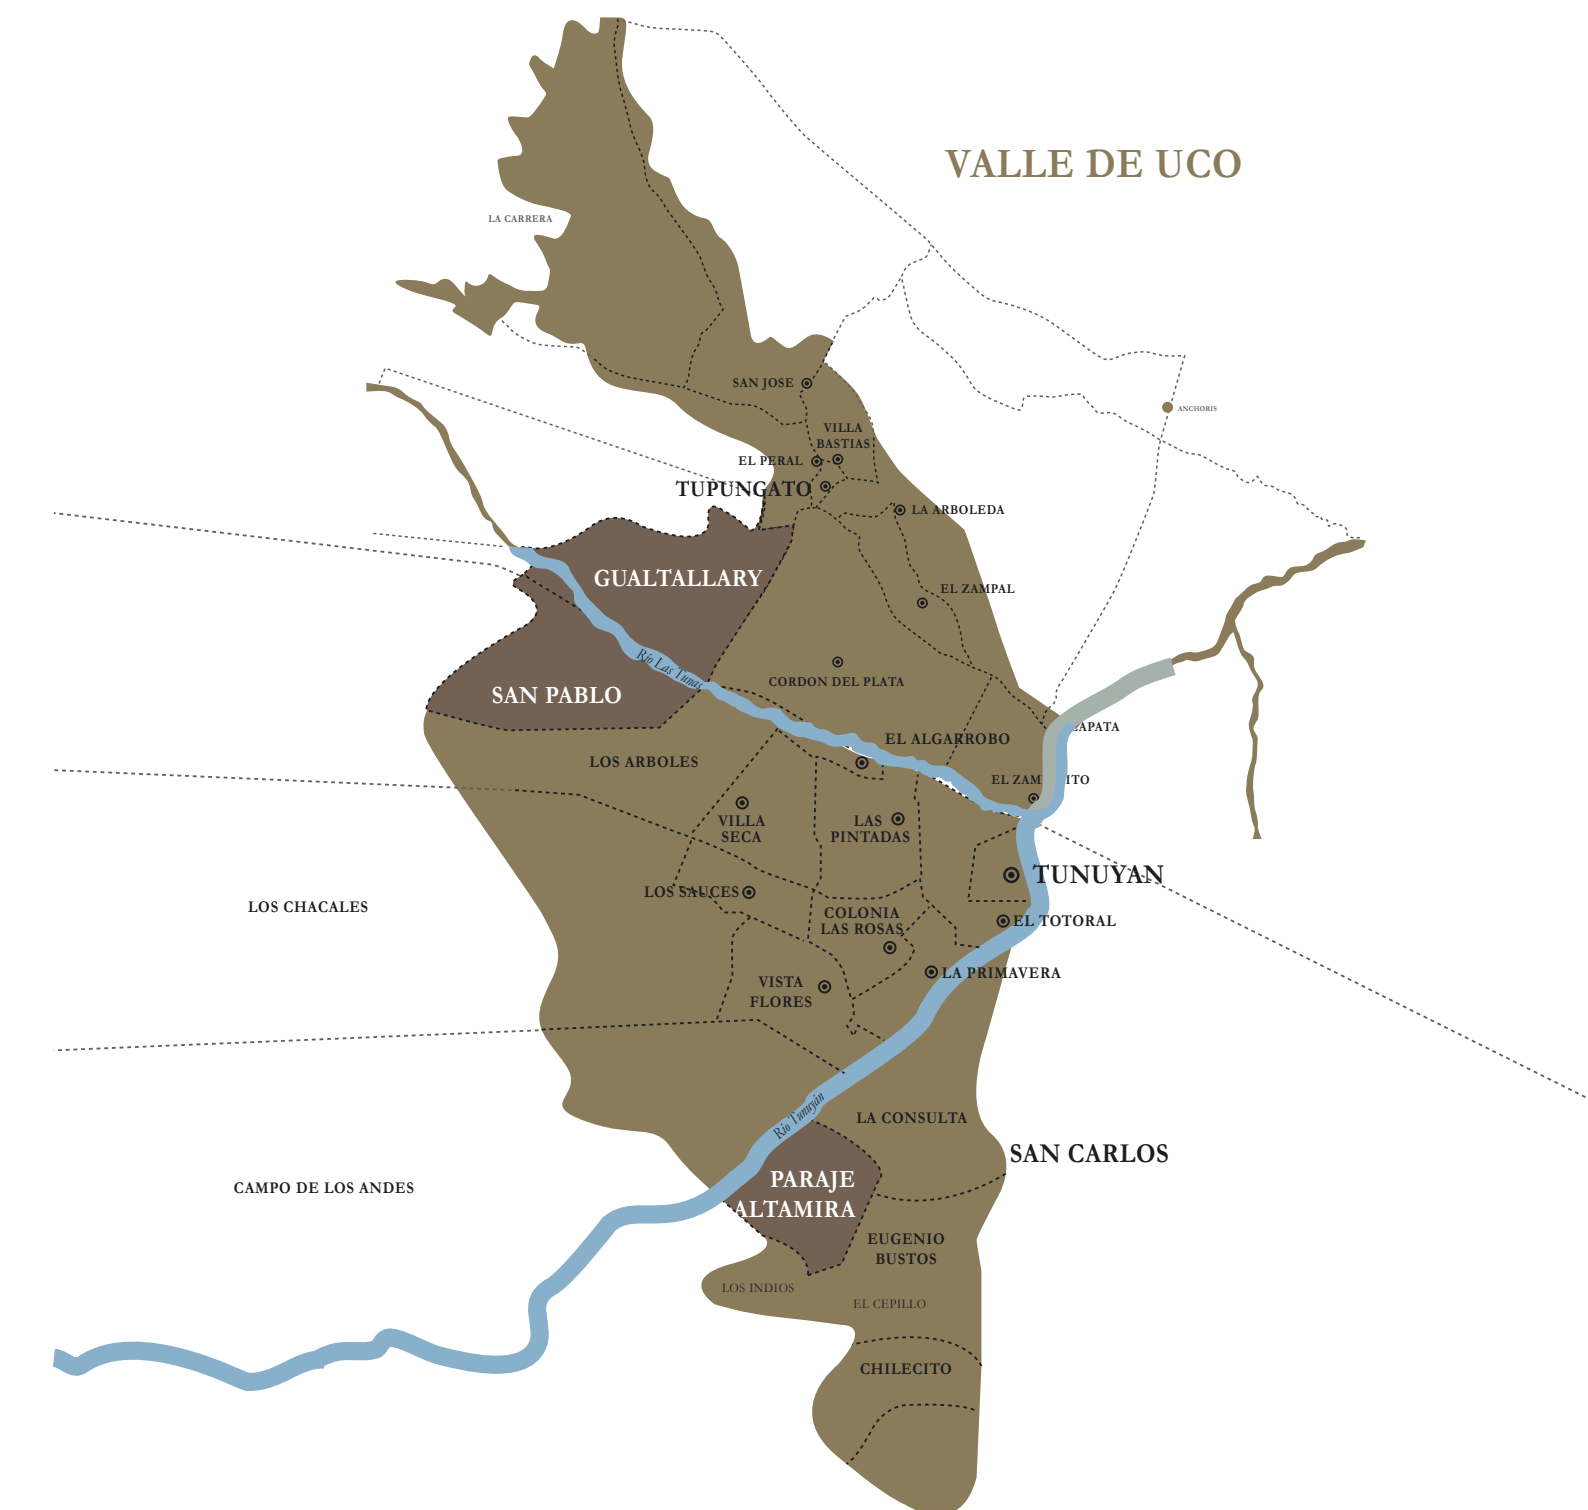 VALLE DE UCO
LA CARRERA
SAN JOSE
ANCHORIS
VILLA
BASTIAS
EL PERAL
TUPUNGATO
LA ARBOLEDA
GUALTALLARY
EL ZAMPAL
Río Las Tunas
CORDON DEL PLATA
SAN PABLO
APATA
EL ALGARROBO
LOS ARBOLES
VILLA
SECA
LAS
PINTADAS
TUNUYAN
LOS SAUCES
LOS CHACALES
COLONIA
LAS ROSAS
EL TOTORAL
LA PRIMAVERA
VISTA
FLORES
Río Tunuyán
LA CONSULTA
SAN CARLOS
PARAJE
ALTAMIRA
CAMPO DE LOS ANDES
EUGENIO
BUSTOS
LOS INDIOS
EL CEPILLO
CHILECITO